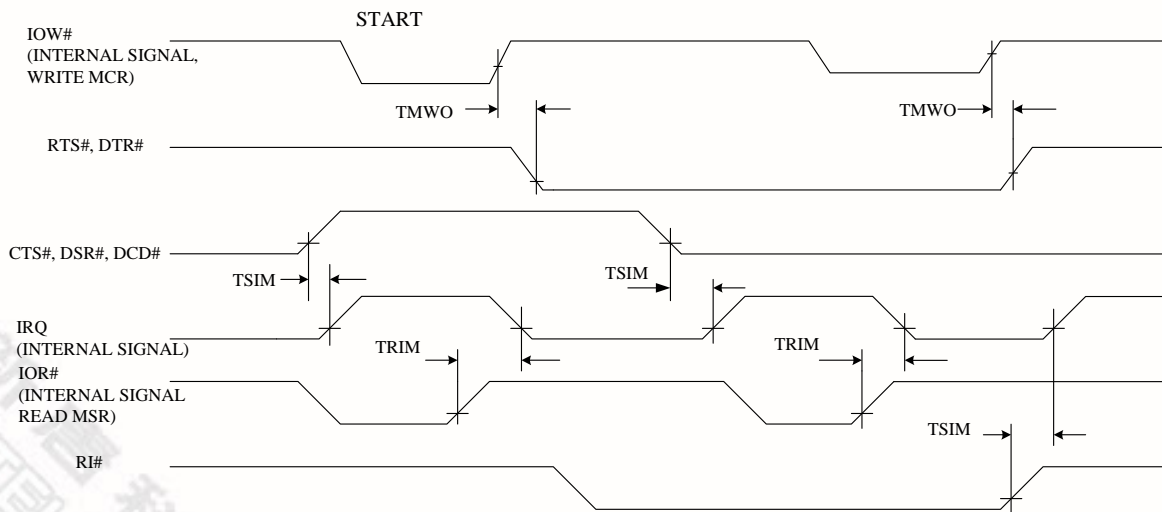 START
IOW#
(INTERNAL SIGNAL,
WRITE MCR)
TMWO
TMWO
RTS#, DTR#
CTS#, DSR#, DCD#
TSIM
TSIM
IRQ
(INTERNAL SIGNAL)
TRIM
TRIM
IOR#
(INTERNAL SIGNAL
READ MSR)
TSIM
RI#